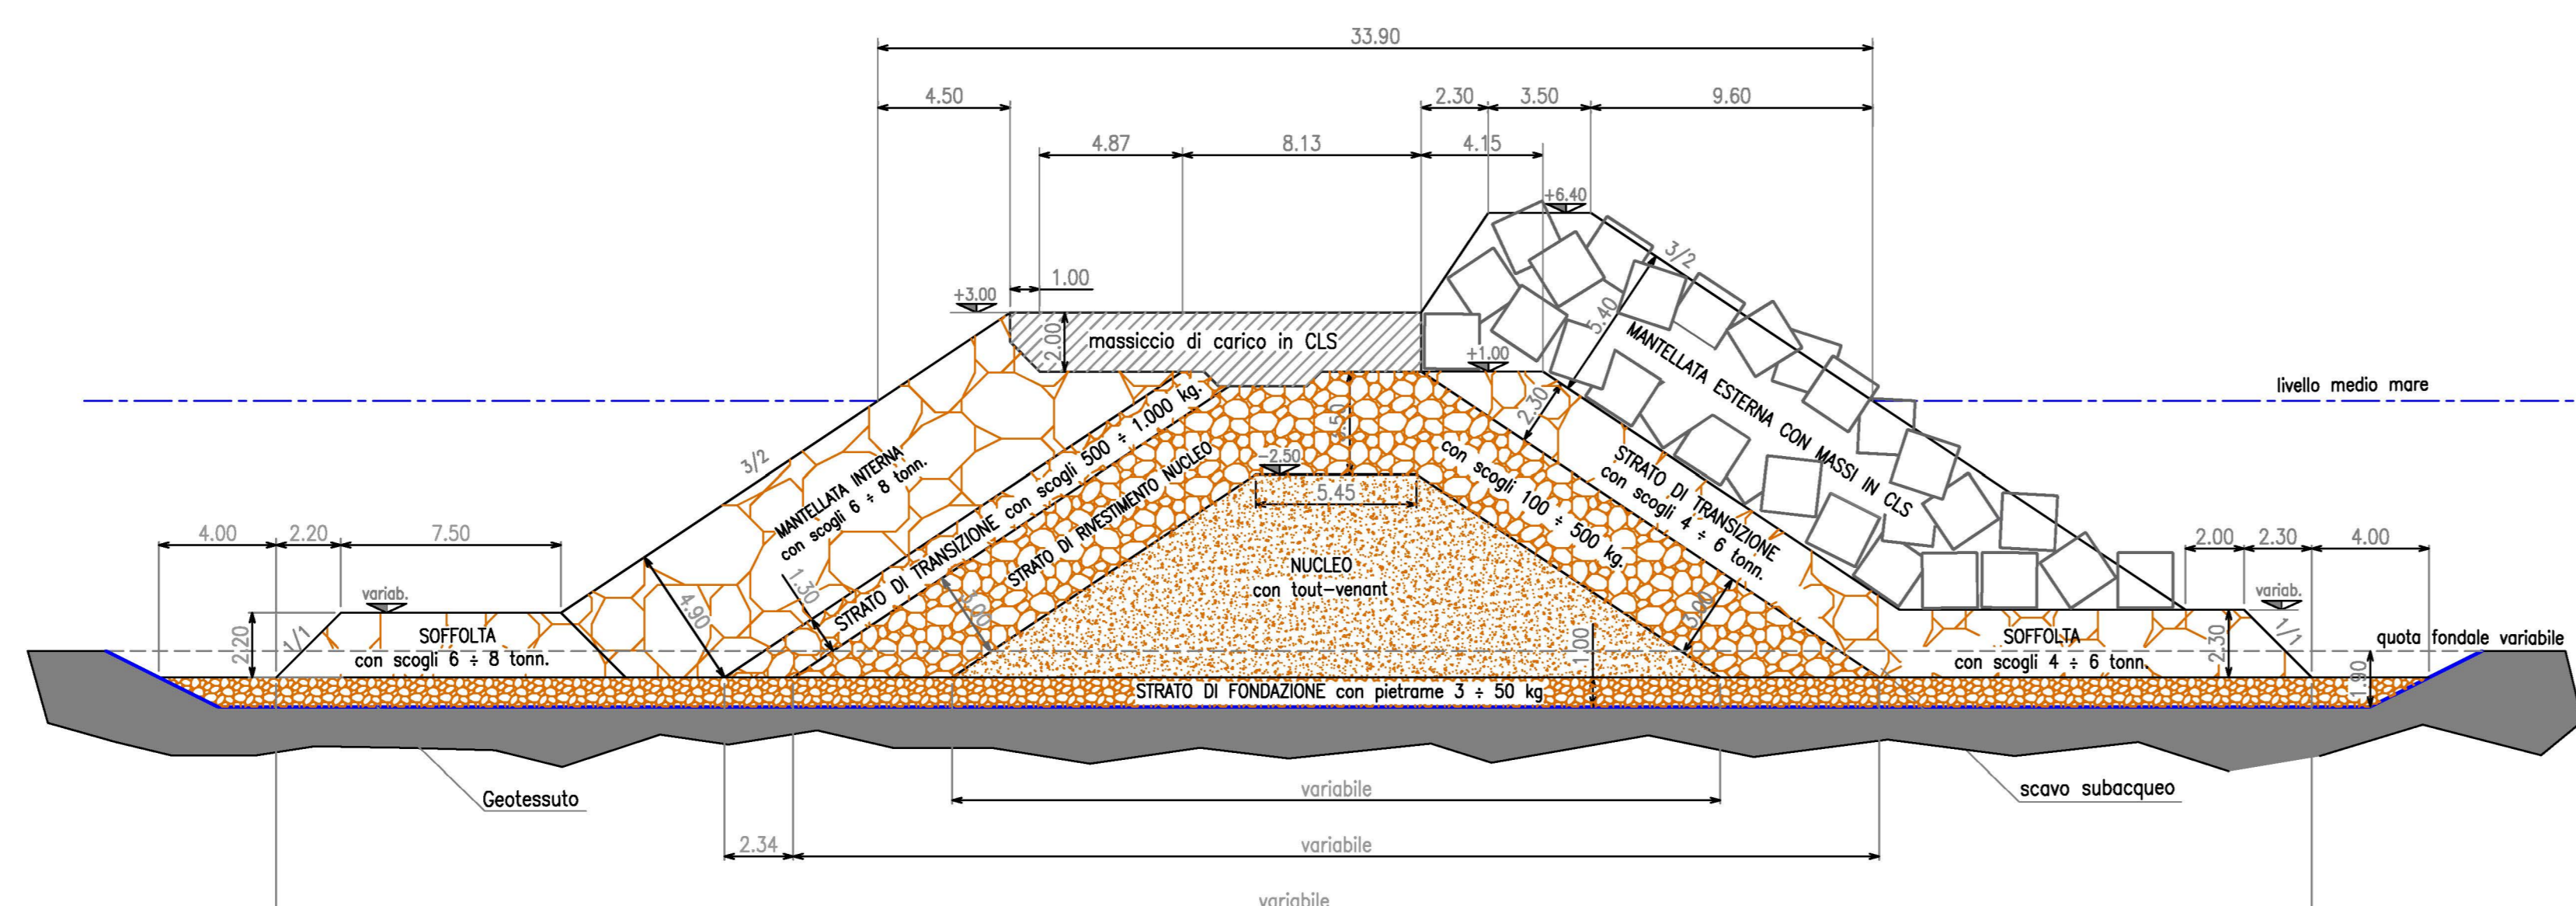 33.90
4.50
2.30
3.50
9.60
4.87
8.13
4.15
+6.40
3/2
1.00
+3.00
5.40
2.00
massiccio di carico in CLS
+1.00
livello medio mare
MANTELLATA ESTERNA CON MASSI IN CLS
2.30
3/2
MANTELLATA INTERNA
con scogli 6 ÷ 8 tonn.
STRATO DI TRANSIZIONE con scogli 500 ÷ 1.000 kg.
STRATO DI RIVESTIMENTO NUCLEO
-2.50
5.45
con scogli 100 ÷ 500 kg.
STRATO DI TRANSIZIONE
con scogli 4 ÷ 6 tonn.
4.00
2.20
7.50
2.00
2.30
4.00
NUCLEO
con tout-venant
1.30
4.90
3.00
3.00
variab.
variab.
2.20
1/1
SOFFOLTA
con scogli 6 ÷ 8 tonn.
1.00
SOFFOLTA
con scogli 4 ÷ 6 tonn.
2.30
1/1
quota fondale variabile
1.90
STRATO DI FONDAZIONE con pietrame 3 ÷ 50 kg
Geotessuto
scavo subacqueo
variabile
2.34
variabile
variabile